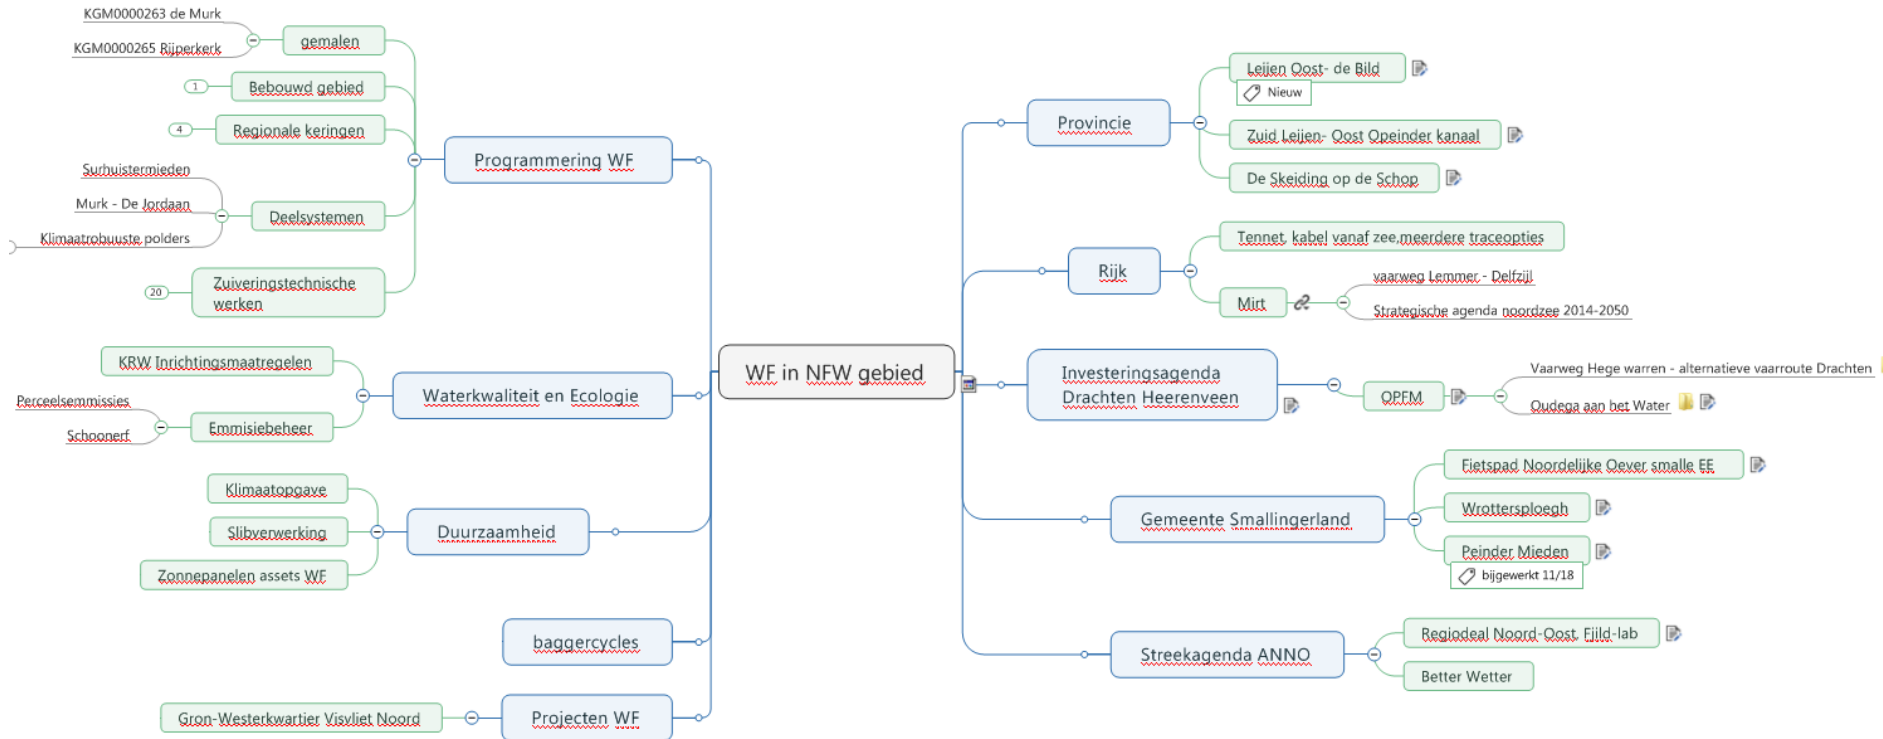 KGM0000263 de Murk
KGM0000265 Rijperkerk
gemalen
1
Bebouwd gebied
4
Regionale keringen
Programmering WF
Surhuistermieden
Murk - De Jordaan
Klimaatrobuuste polders
Deelsystemen
20
Zuiveringstechnische
werken
KRW Inrichtingsmaatregelen
Perceelsemmissies
Schoonerf
Emmisiebeheer
Waterkwaliteit en Ecologie
Klimaatopgave
Slibverwerking
Zonnepanelen assets WF
Duurzaamheid
baggercycles
Gron-Westerkwartier Visvliet Noord
Projecten WF
WF in NFW gebied
Provincie
Leijen Oost- de Bild
Nieuw
Zuid Leijen- Oost Opeinder kanaal
De Skeiding op de Schop
Rijk
Tennet, kabel vanaf zee,meerdere traceopties
Mirt
vaarweg Lemmer - Delfzijl
Strategische agenda noordzee 2014-2050
Investeringsagenda
Drachten Heerenveen
OPFM
Vaarweg Hege warren - alternatieve vaarroute Drachten
Oudega aan het Water
Gemeente Smallingerland
Fietspad Noordelijke Oever smalle EE
Wrottersploegh
Peinder Mieden
bijgewerkt 11/18
Streekagenda ANNO
Regiodeal Noord-Oost, Fjild-lab
Better Wetter